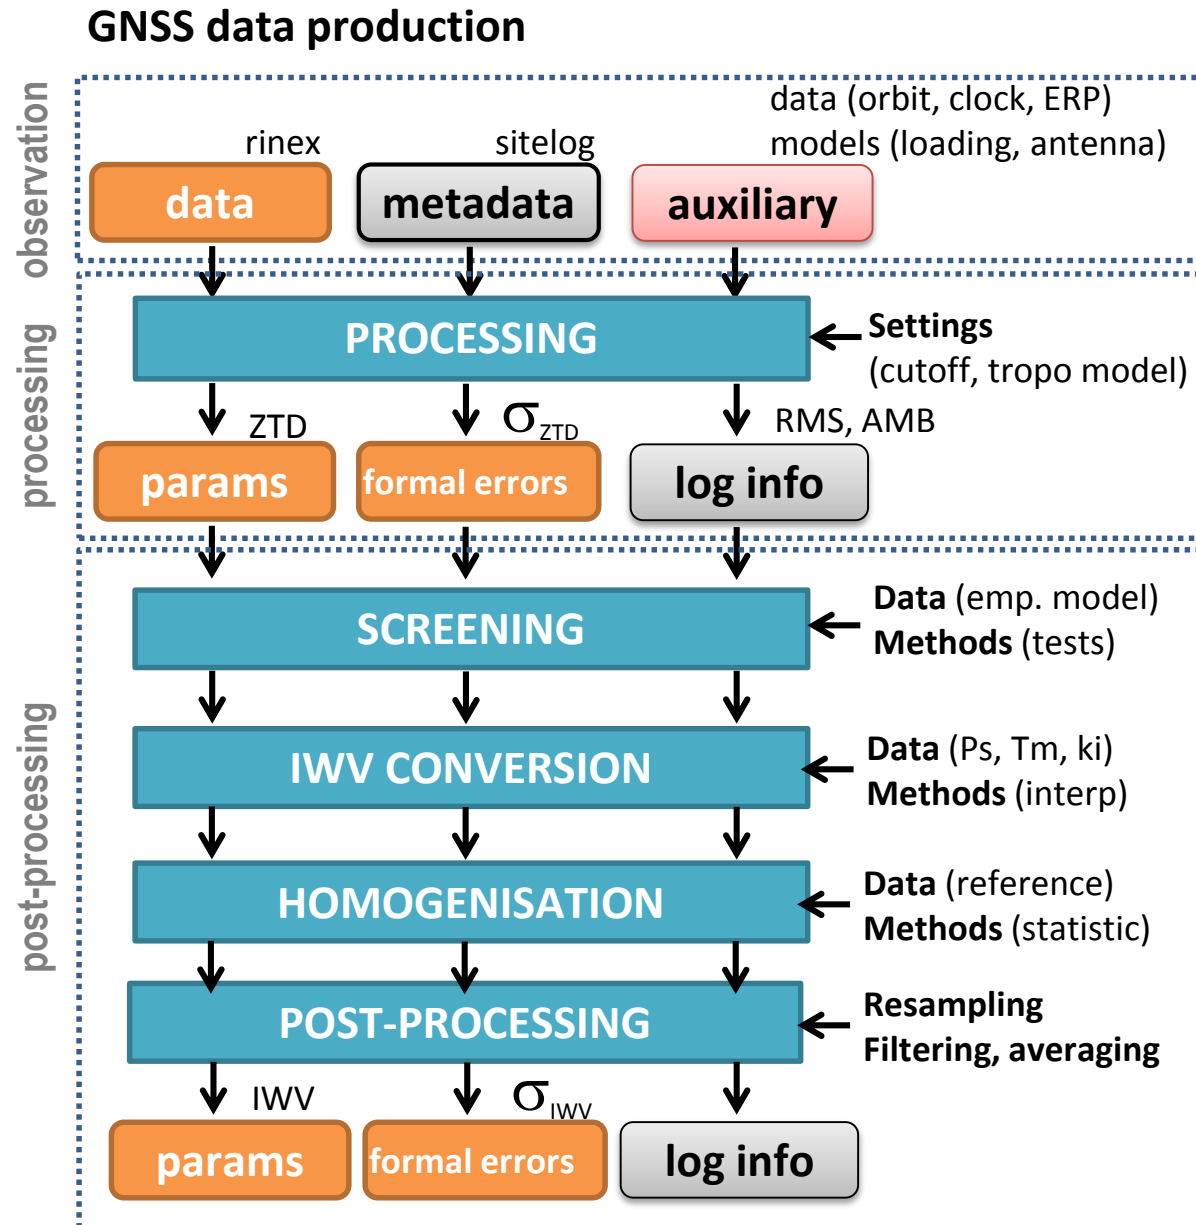 GNSS data production
observation
data (orbit, clock, ERP)
models (loading, antenna)
rinex
sitelog
data
metadata
auxiliary
processing
PROCESSING
Settings
(cutoff, tropo model)
ZTD
σZTD
RMS, AMB
params
formal errors
log info
post-processing
SCREENING
Data (emp. model)
Methods (tests)
IWV CONVERSION
Data (Ps, Tm, ki)
Methods (interp)
HOMOGENISATION
Data (reference)
Methods (statistic)
POST-PROCESSING
Resampling
Filtering, averaging
IWV
σIWV
params
formal errors
log info